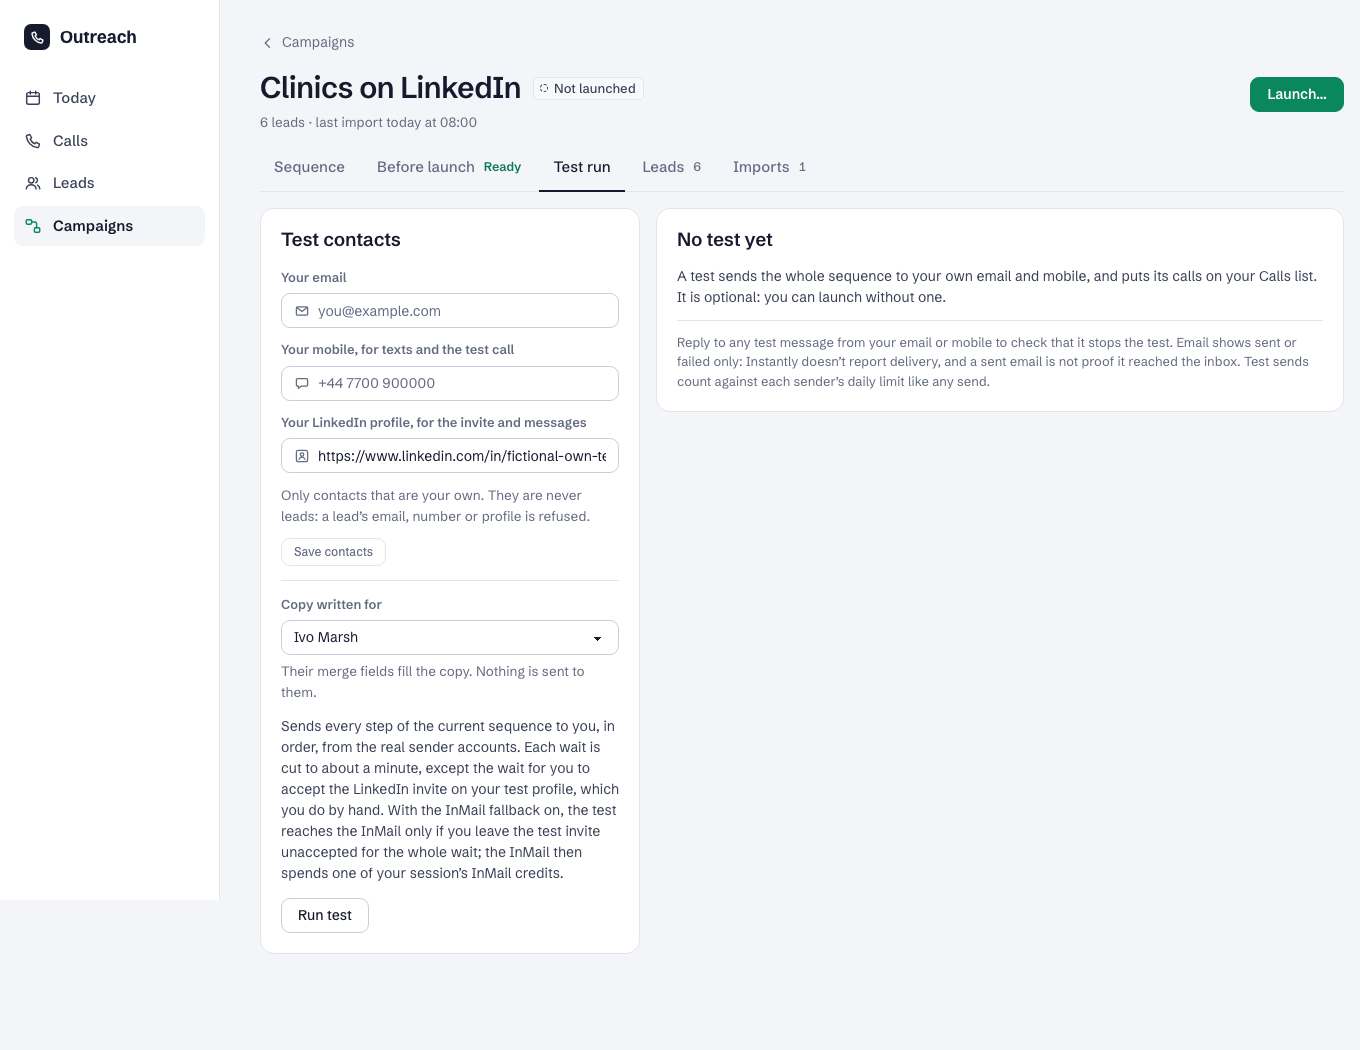 Outreach
Today
Calls
Leads
Campaigns
Campaigns
Clinics on LinkedIn
Not launched
Launch...
6 leads · last import today at 08:00
Sequence
Before launch Ready
Test run
Leads 6
Imports 1
Test contacts
Your email
you@example.com
Your mobile, for texts and the test call
+44 7700 900000
Your LinkedIn profile, for the invite and messages
https://www.linkedin.com/in/fictional-own-te
Only contacts that are your own. They are never
leads: a lead’s email, number or profile is refused.
Save contacts
Copy written for
Ivo Marsh
Their merge fields fill the copy. Nothing is sent to
them.
Sends every step of the current sequence to you, in
order, from the real sender accounts. Each wait is
cut to about a minute, except the wait for you to
accept the LinkedIn invite on your test profile, which
you do by hand. With the InMail fallback on, the test
reaches the InMail only if you leave the test invite
unaccepted for the whole wait; the InMail then
spends one of your session’s InMail credits.
Run test
No test yet
A test sends the whole sequence to your own email and mobile, and puts its calls on your Calls list.
It is optional: you can launch without one.
Reply to any test message from your email or mobile to check that it stops the test. Email shows sent or
failed only: Instantly doesn’t report delivery, and a sent email is not proof it reached the inbox. Test sends
count against each sender’s daily limit like any send.